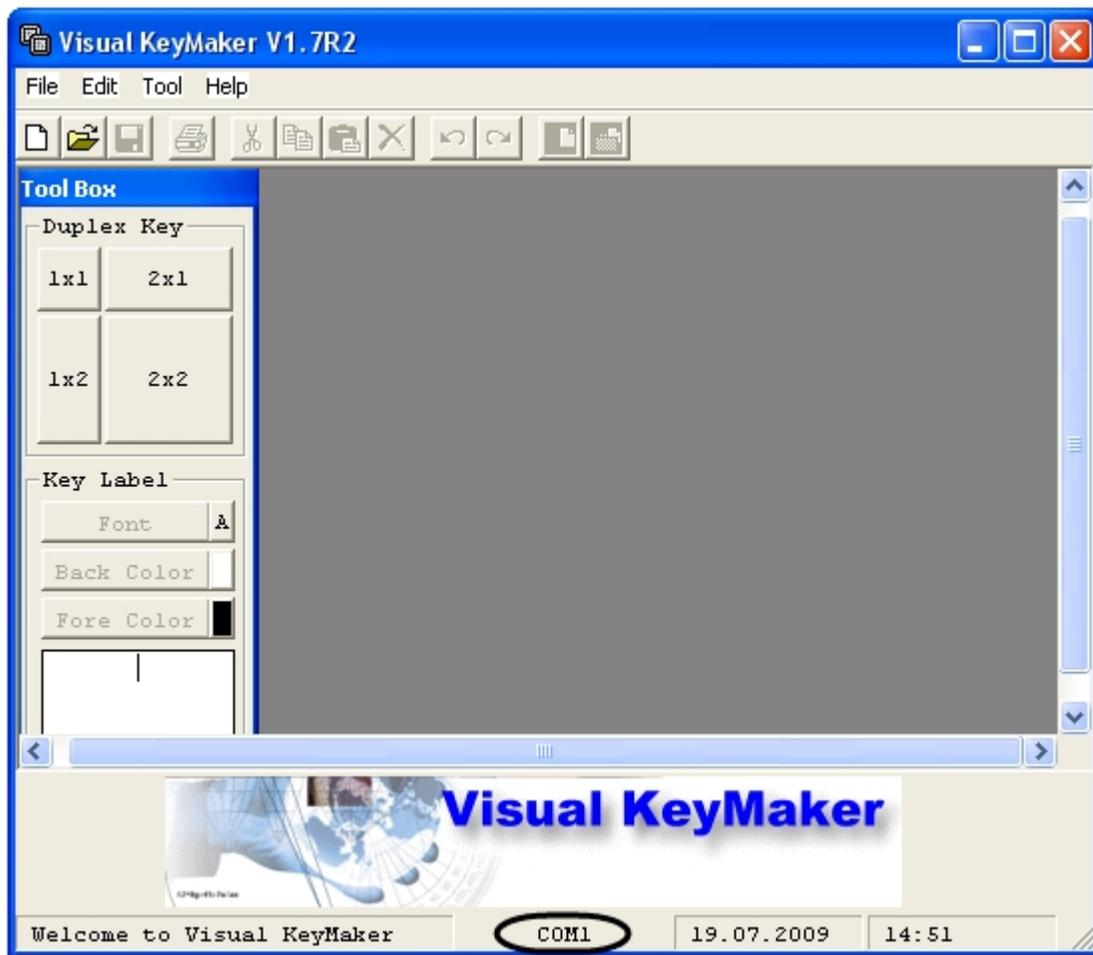 Visual KeyMaker V1.7R2
File Edit Tool Help
Tool Box
Duplex Key
1x1 2x1
1x2 2x2
Key Label
Font A
Back Color
Fore Color
Visual KeyMaker
Welcome to Visual KeyMaker COM1 19.07.2009 14:51